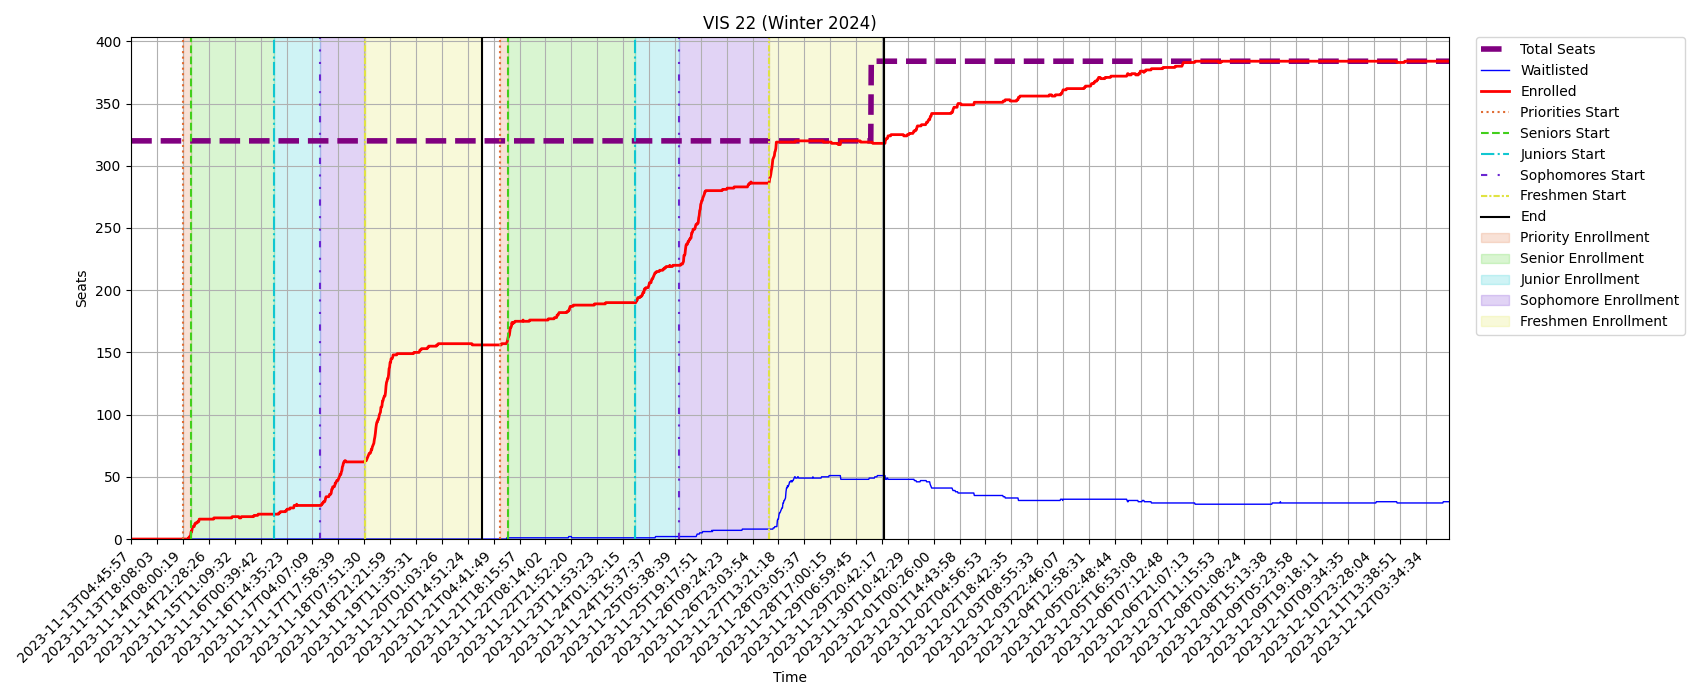 VIS 22 (Winter 2024)
400
350
300
250
200
150
100
50
0
Seats
2023-11-13T04:45:57
2023-11-13T18:08:03
2023-11-14T08:00:19
2023-11-14T21:28:26
2023-11-15T11:09:32
2023-11-16T00:39:42
2023-11-16T14:35:23
2023-11-17T04:07:09
2023-11-17T17:58:39
2023-11-18T07:51:30
2023-11-18T21:21:59
2023-11-19T11:35:31
2023-11-20T01:03:26
2023-11-20T14:51:24
2023-11-21T04:41:49
2023-11-21T18:15:57
2023-11-22T08:14:02
2023-11-22T21:52:20
2023-11-23T11:53:23
2023-11-24T01:32:15
2023-11-24T15:37:37
2023-11-25T05:38:39
2023-11-25T19:17:51
2023-11-26T09:24:23
2023-11-26T23:03:54
2023-11-27T13:21:18
2023-11-28T03:05:37
2023-11-28T17:00:15
2023-11-29T06:59:45
2023-11-29T20:42:17
2023-11-30T10:42:29
2023-12-01T00:26:00
2023-12-01T14:43:58
2023-12-02T04:56:53
2023-12-02T18:42:35
2023-12-03T08:55:33
2023-12-03T22:46:07
2023-12-04T12:58:31
2023-12-05T02:48:44
2023-12-05T16:53:08
2023-12-06T07:12:48
2023-12-06T21:07:13
2023-12-07T11:15:53
2023-12-08T01:08:24
2023-12-08T15:13:38
2023-12-09T05:23:58
2023-12-09T19:18:11
2023-12-10T09:34:35
2023-12-10T23:28:04
2023-12-11T13:38:51
2023-12-12T03:34:34
Time
Total Seats
Waitlisted
Enrolled
Priorities Start
Seniors Start
Juniors Start
Sophomores Start
Freshmen Start
End
Priority Enrollment
Senior Enrollment
Junior Enrollment
Sophomore Enrollment
Freshmen Enrollment